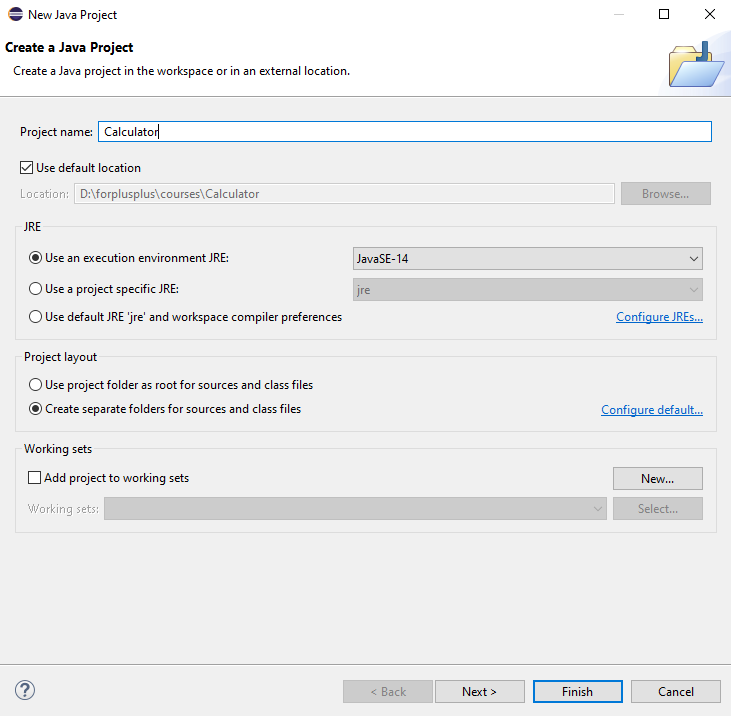 New Java Project
Create a Java Project
Create a Java project in the workspace or in an external location.
Project name: Calculator
Use default location
Location: D:\forplusplus\courses\Calculator Browse...
JRE
Use an execution environment JRE: JavaSE-14
Use a project specific JRE: jre
Use default JRE 'jre' and workspace compiler preferences Configure JREs...
Project layout
Use project folder as root for sources and class files
Create separate folders for sources and class files Configure default...
Working sets
Add project to working sets New...
Working sets: Select...
? < Back Next > Finish Cancel